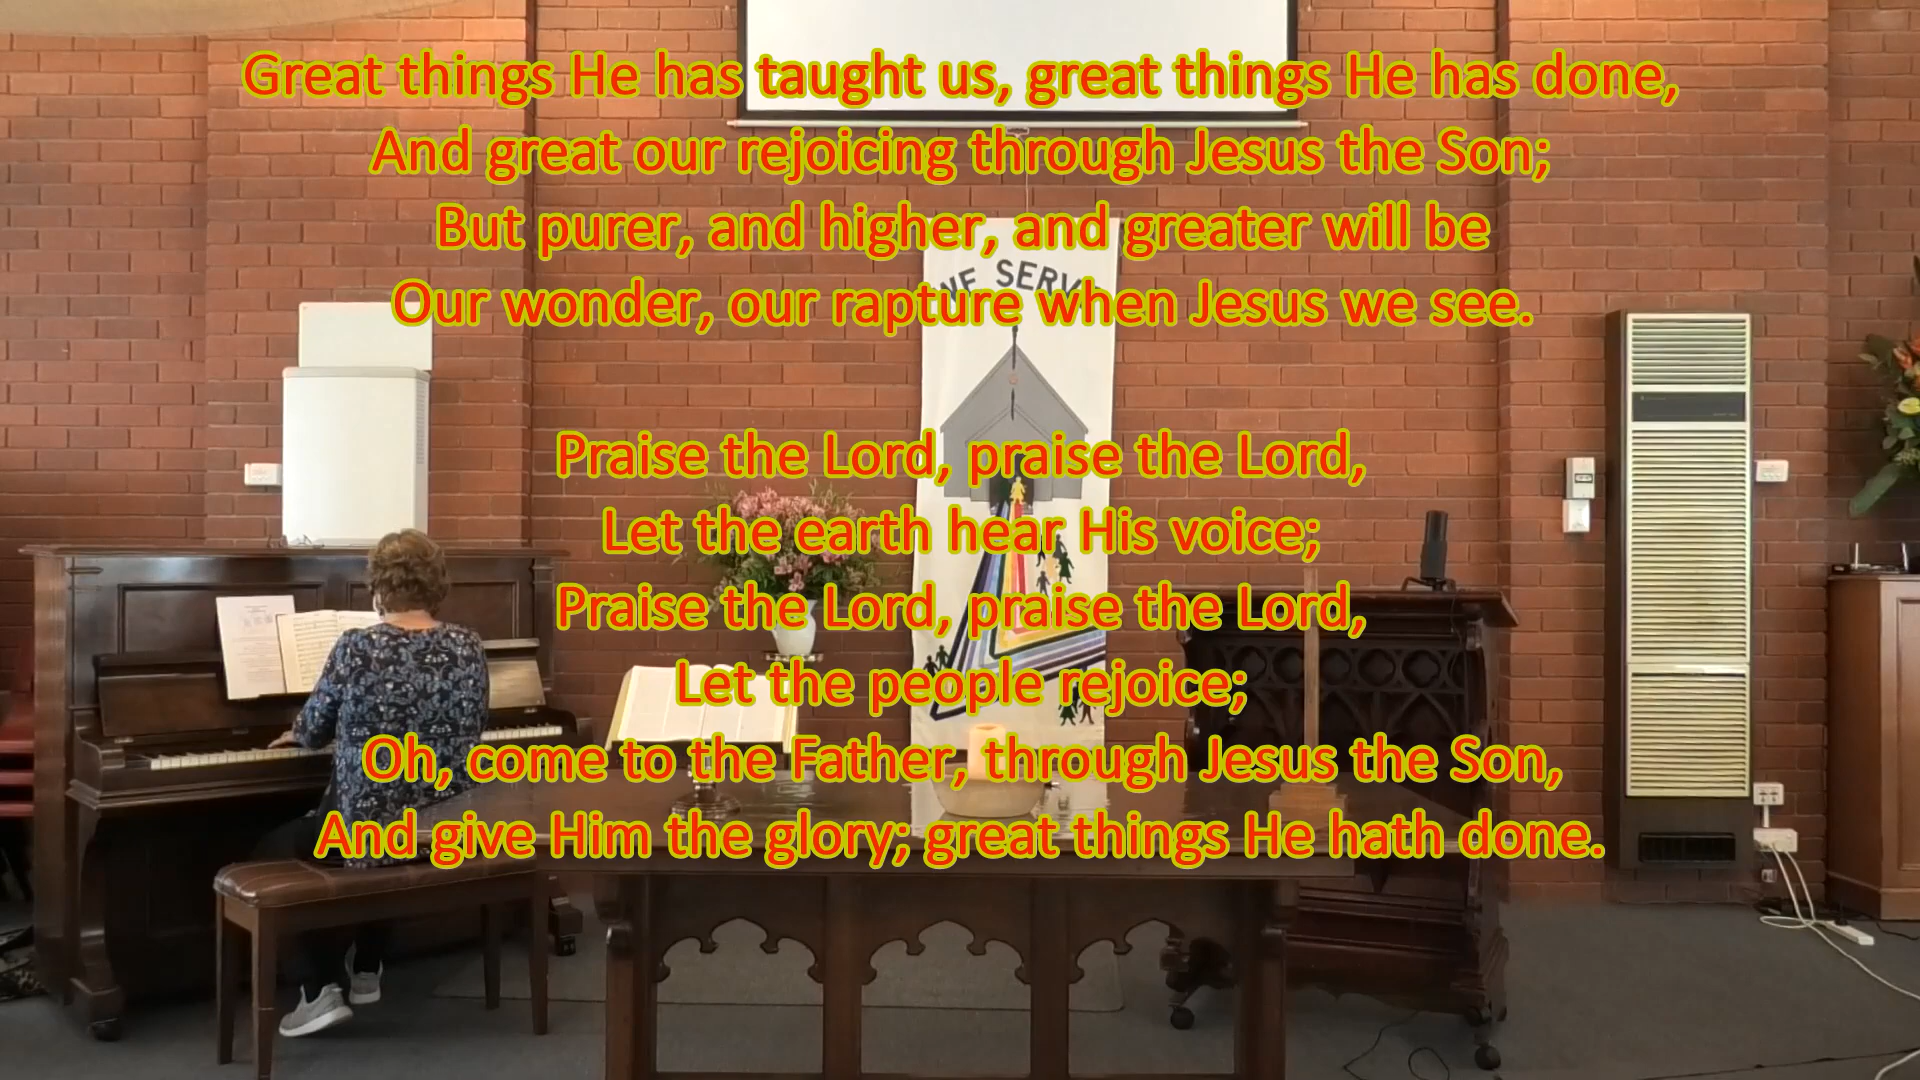 Great things He has taught us, great things He has done,
And great our rejoicing through Jesus the Son;
But purer, and higher, and greater will be
WE SERVE
Our wonder, our rapture when Jesus we see.
Praise the Lord, praise the Lord,
Let the earth hear His voice;
Praise the Lord, praise the Lord,
Let the people rejoice;
Oh, come to the Father, through Jesus the Son,
And give Him the glory; great things He hath done.